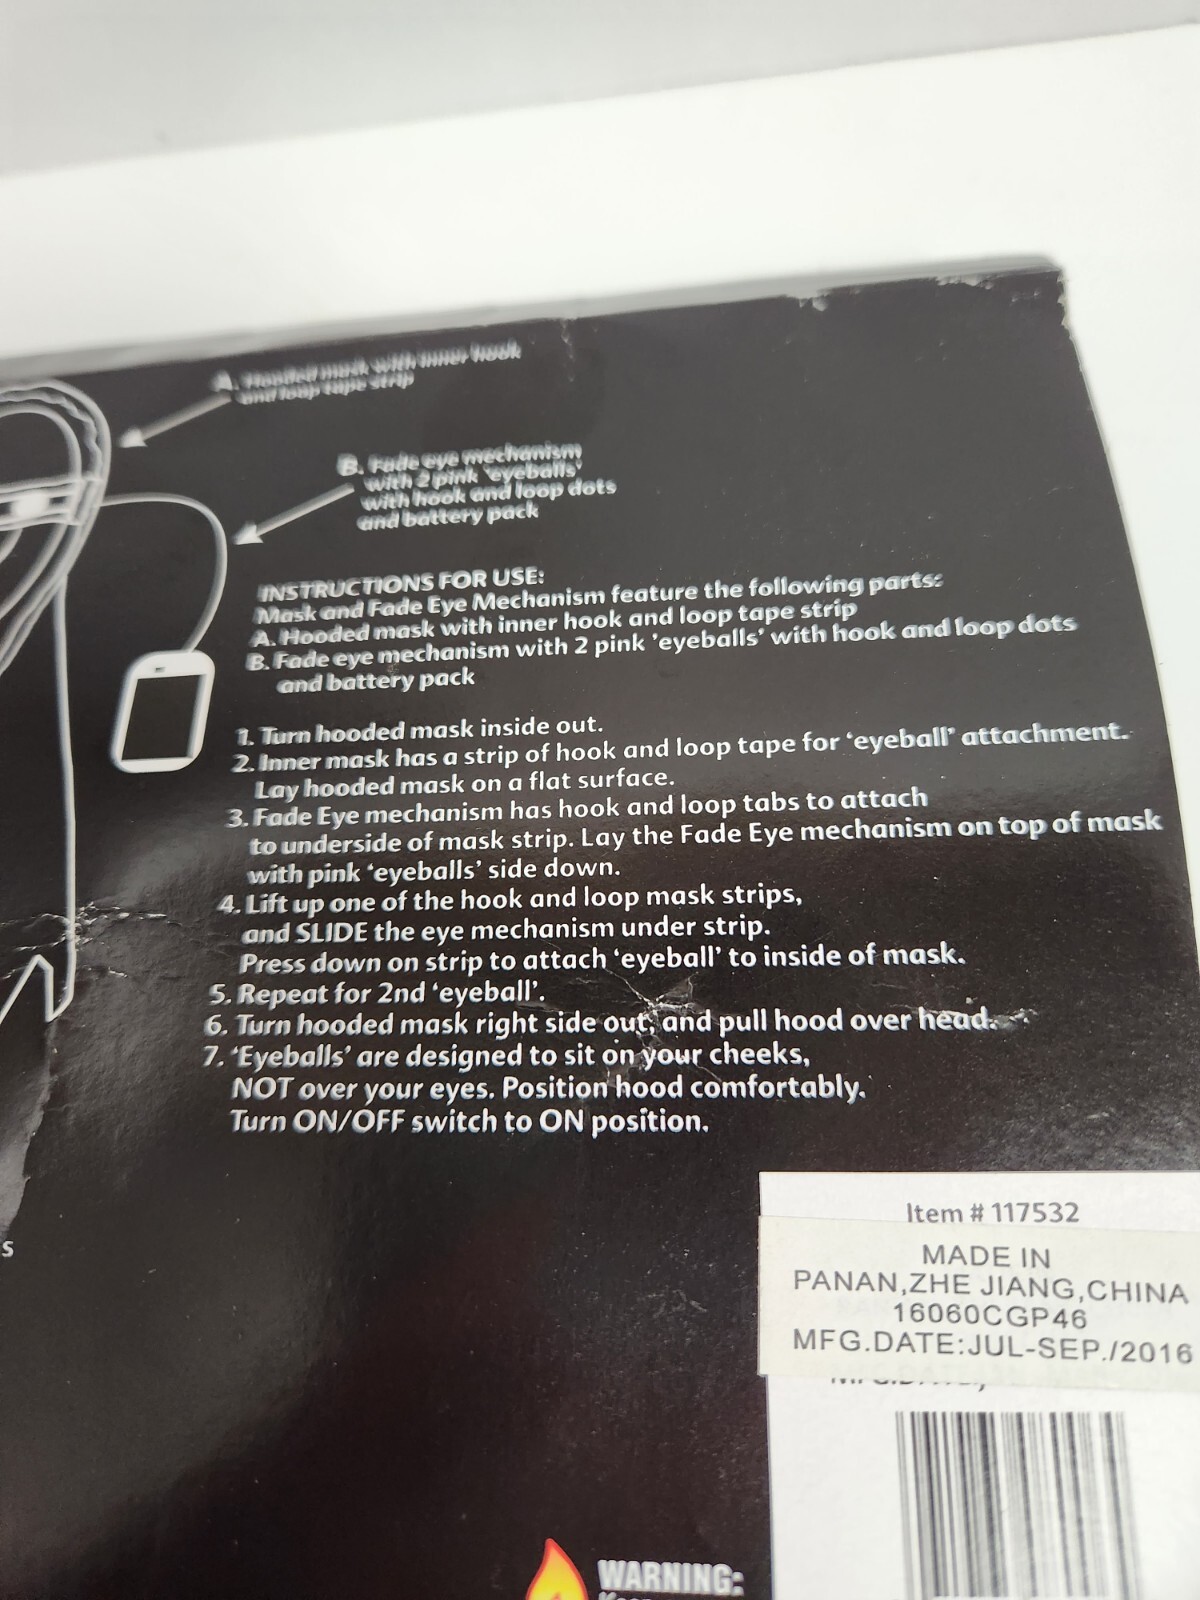 A. Hooded mask with inner hook
and loop tape strip
B. Fade eye mechanism
with 2 pink 'eyeballs'
with hook and loop dots
and battery pack
INSTRUCTIONS FOR USE:
Mask and Fade Eye Mechanism feature the following parts:
A. Hooded mask with inner hook and loop tape strip
B. Fade eye mechanism with 2 pink 'eyeballs' with hook and loop dots
and battery pack
1. Turn hooded mask inside out.
2. Inner mask has a strip of hook and loop tape for 'eyeball' attachment.
Lay hooded mask on a flat surface.
3. Fade Eye mechanism has hook and loop tabs to attach
to underside of mask strip. Lay the Fade Eye mechanism on top of mask
with pink 'eyeballs' side down.
4. Lift up one of the hook and loop mask strips,
and SLIDE the eye mechanism under strip.
Press down on strip to attach 'eyeball' to inside of mask.
5. Repeat for 2nd 'eyeball'.
6. Turn hooded mask right side out, and pull hood over head.
7. 'Eyeballs' are designed to sit on your cheeks,
NOT over your eyes. Position hood comfortably.
Turn ON/OFF switch to ON position.
s
Item # 117532
MADE IN
PANAN,ZHE JIANG,CHINA
16060CGP46
MFG.DATE:JUL-SEP./2016
WARNING: